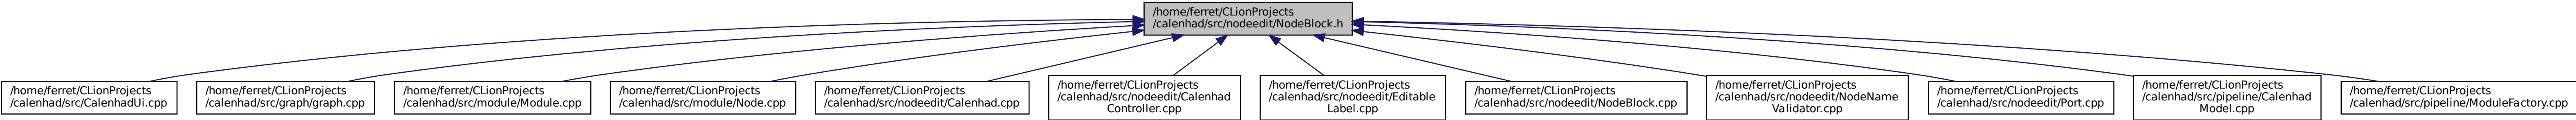 /home/ferret/CLionProjects
/calenhad/src/nodeedit/NodeBlock.h
/home/ferret/CLionProjects
/calenhad/src/CalenhadUi.cpp
/home/ferret/CLionProjects
/calenhad/src/graph/graph.cpp
/home/ferret/CLionProjects
/calenhad/src/module/Module.cpp
/home/ferret/CLionProjects
/calenhad/src/module/Node.cpp
/home/ferret/CLionProjects
/calenhad/src/nodeedit/Calenhad.cpp
/home/ferret/CLionProjects
/calenhad/src/nodeedit/Calenhad
Controller.cpp
/home/ferret/CLionProjects
/calenhad/src/nodeedit/Editable
Label.cpp
/home/ferret/CLionProjects
/calenhad/src/nodeedit/NodeBlock.cpp
/home/ferret/CLionProjects
/calenhad/src/nodeedit/NodeName
Validator.cpp
/home/ferret/CLionProjects
/calenhad/src/nodeedit/Port.cpp
/home/ferret/CLionProjects
/calenhad/src/pipeline/Calenhad
Model.cpp
/home/ferret/CLionProjects
/calenhad/src/pipeline/ModuleFactory.cpp